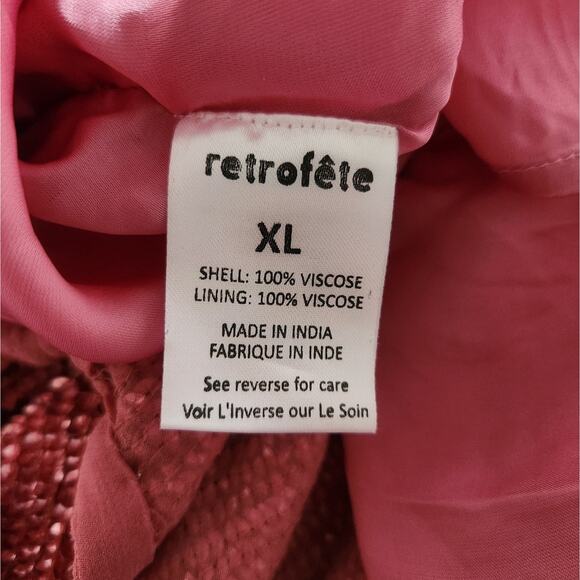 retrofête
XL
SHELL: 100% VISCOSE
LINING: 100% VISCOSE
MADE IN INDIA
FABRIQUE IN INDE
See reverse for care
Voir L'Inverse our Le Soin